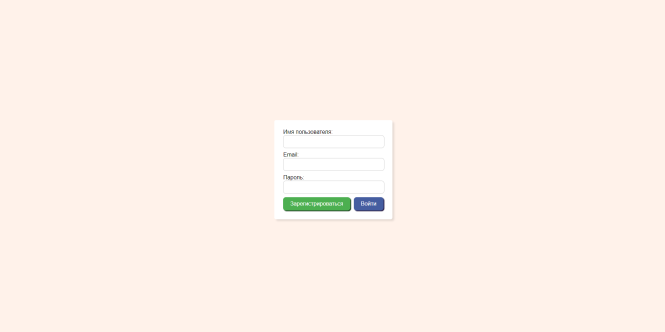 Имя пользователя:
Email:
Пароль:
Зарегистрироваться Войти